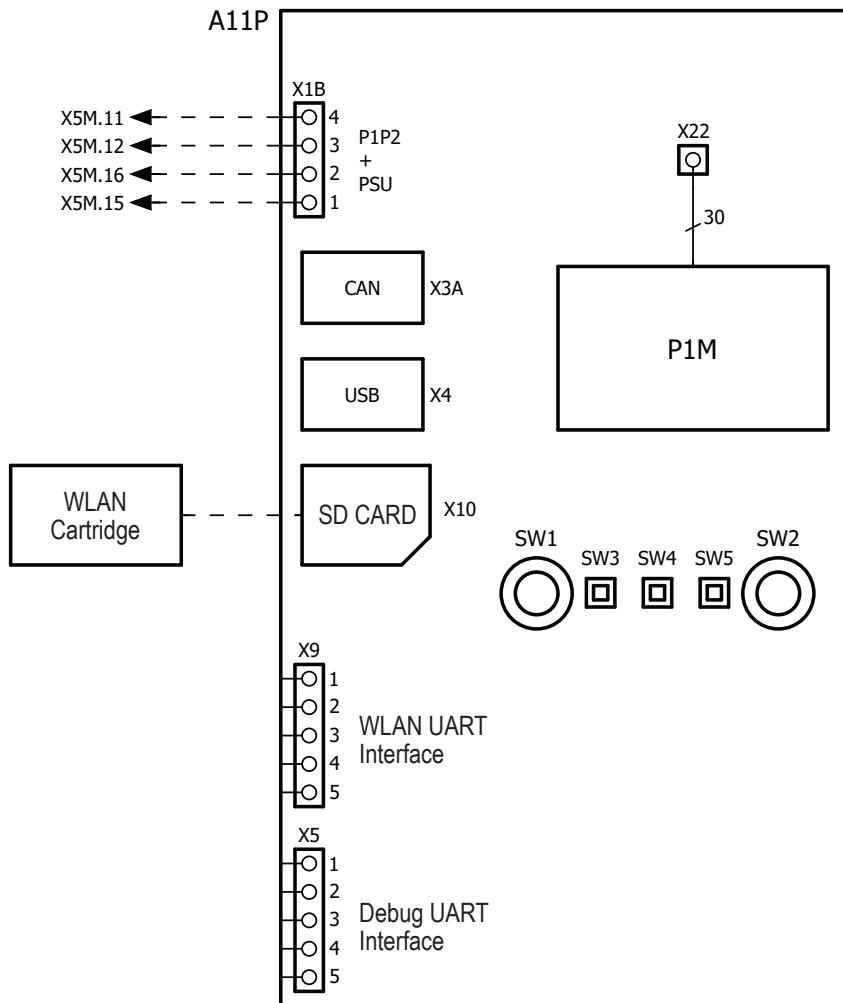 A11P
X1B
X5M.11
4
X5M.12
3
X5M.16
2
X5M.15
1
P1P2
+
PSU
X22
30
P1M
CAN
X3A
USB
X4
WLAN
Cartridge
SD CARD
X10
SW1
SW3
SW4
SW5
SW2
X9
1
2
3
4
5
WLAN UART
Interface
X5
1
2
3
4
5
Debug UART
Interface